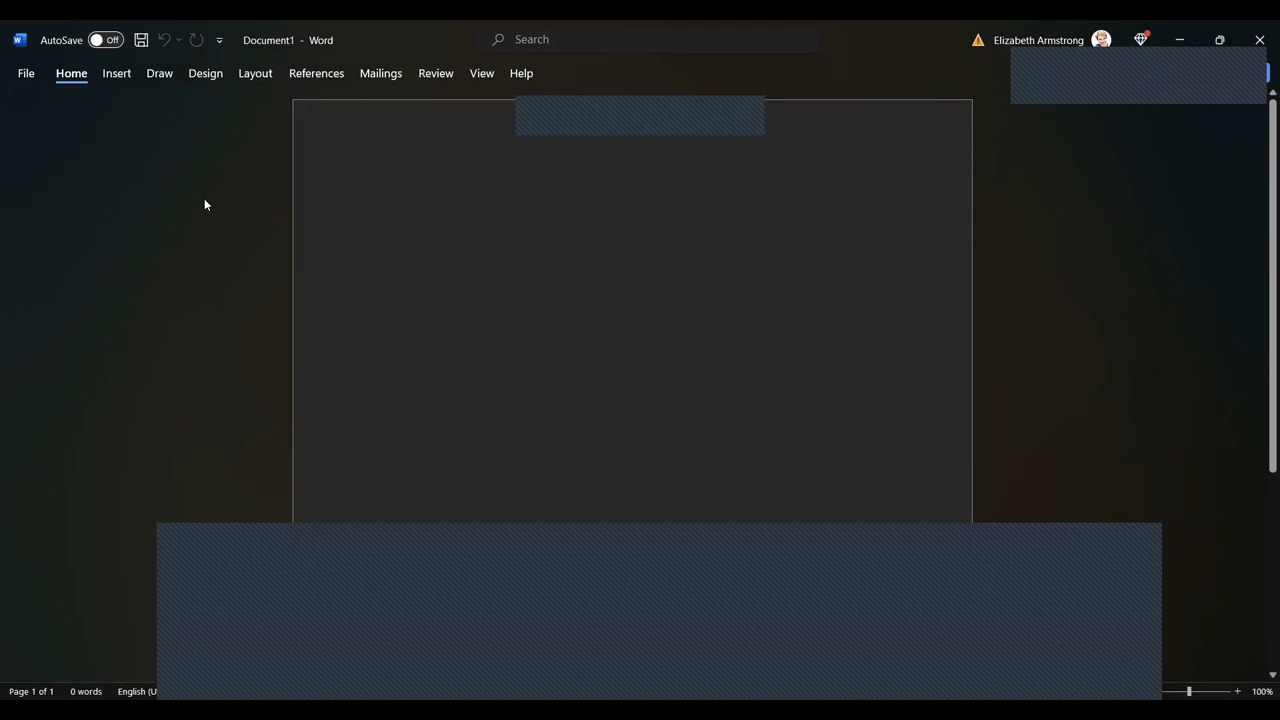 AutoSave Off Document1 - Word Search Elizabeth Armstrong
File Home Insert Draw Design Layout References Mailings Review View Help
Page 1 of 1 0 words English (U 100%